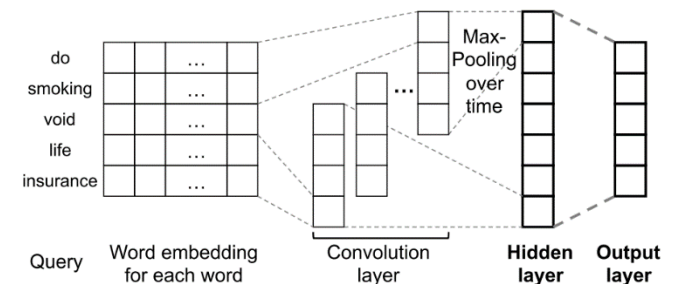 do
smoking
void
life
insurance
...
...
...
...
Max-
Pooling
over
time
Query
Word embedding
for each word
Convolution
layer
Hidden
layer
Output
layer